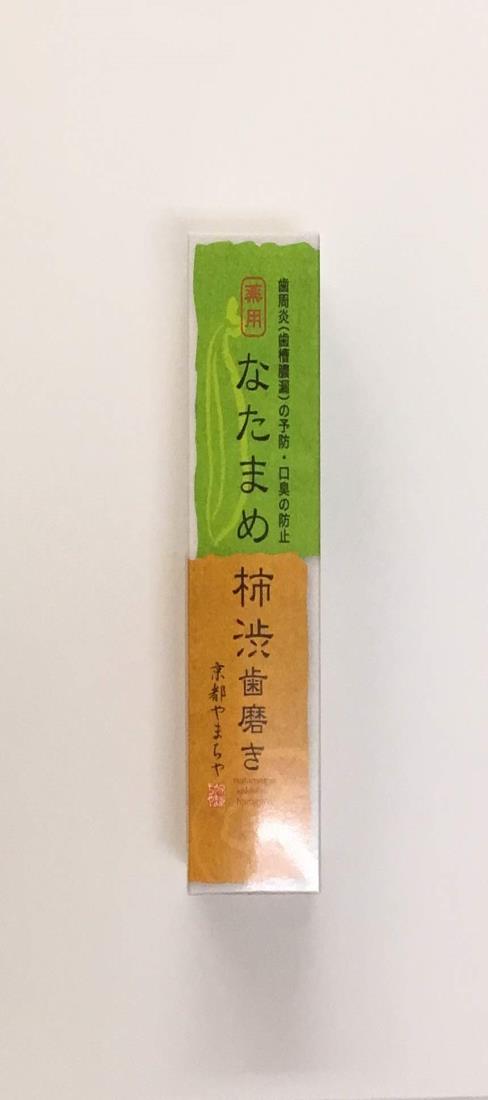 歯周炎(歯槽膿漏)の予防・口臭の防止
薬用
なたまめ
柿渋歯磨き
京都やまちや